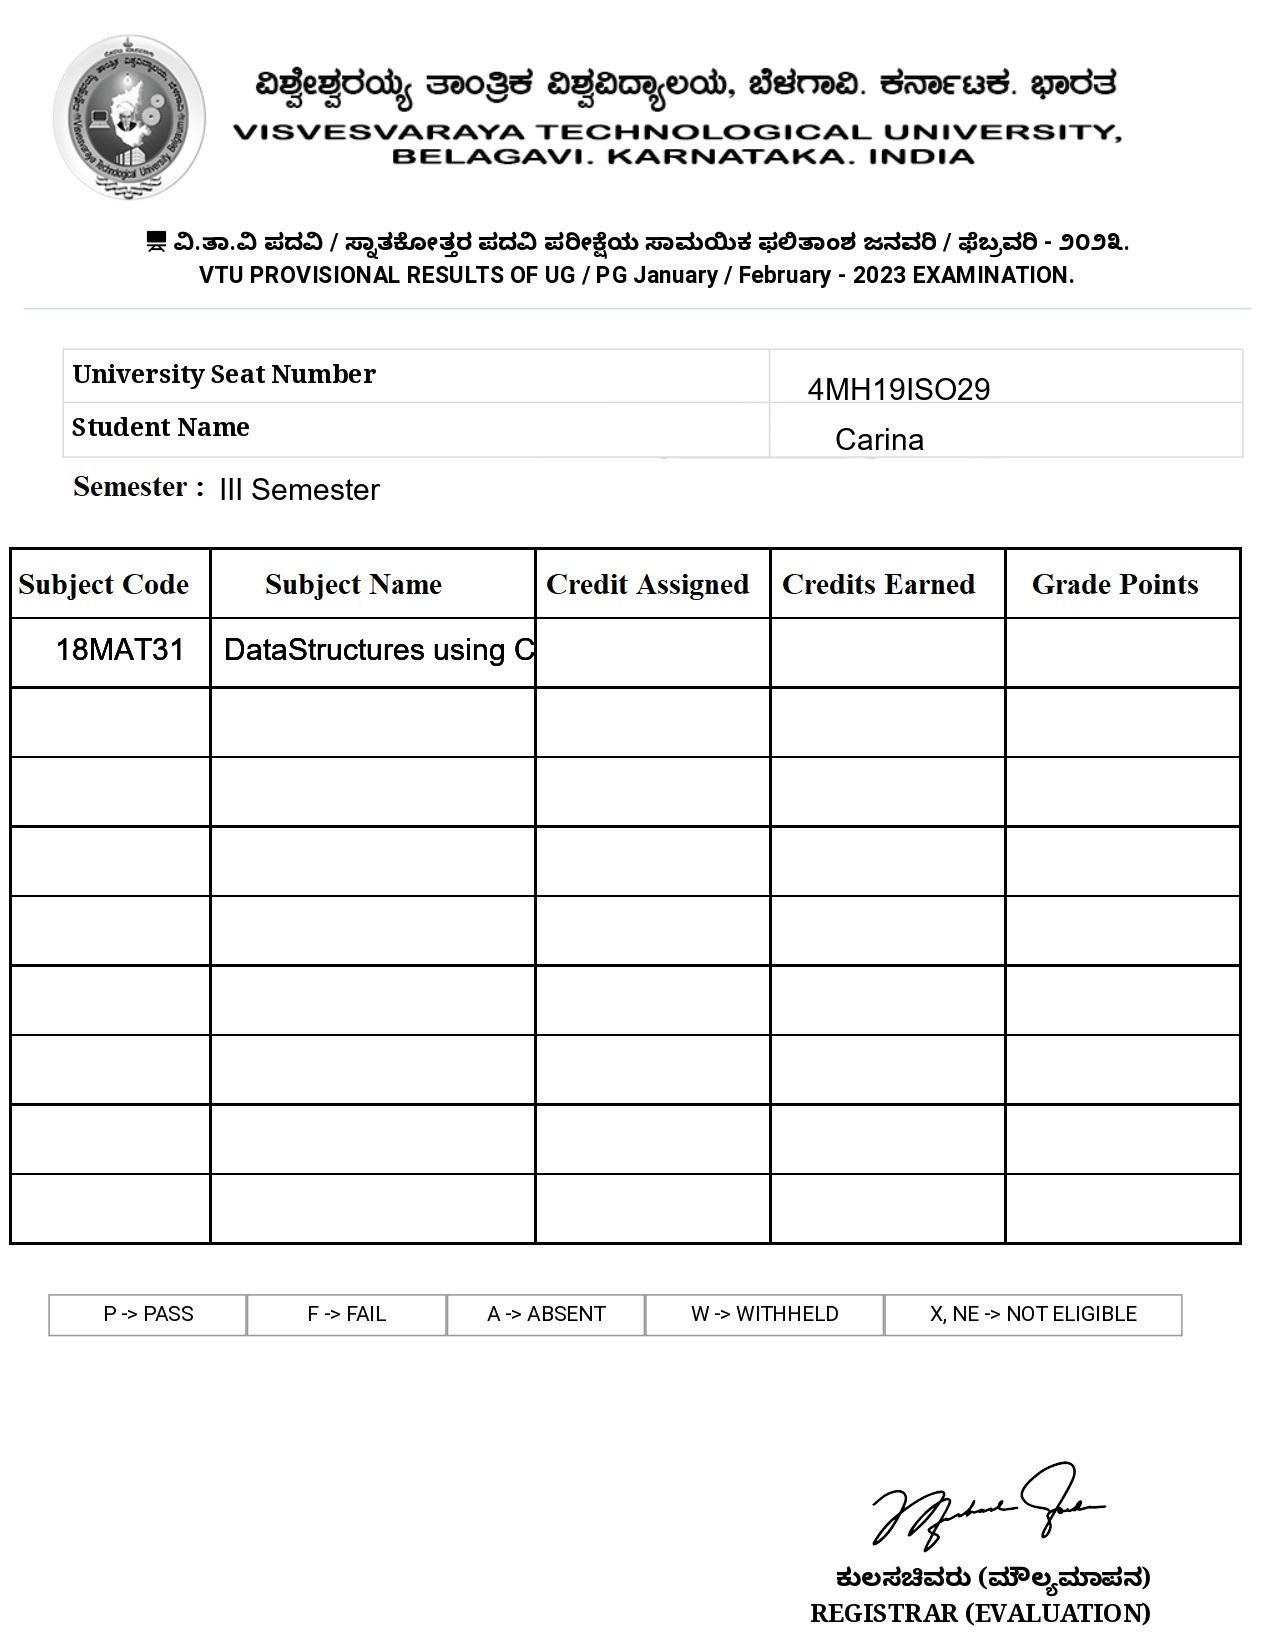 ವಿಶ್ವೇಶ್ವರಯ್ಯ ತಾಂತ್ರಿಕ ವಿಶ್ವವಿದ್ಯಾಲಯ, ಬೆಳಗಾವಿ. ಕರ್ನಾಟಕ. ಭಾರತ
VISVESVARAYA TECHNOLOGICAL UNIVERSITY,
BELAGAVI. KARNATAKA. INDIA
ವಿ.ತಾ.ವಿ ಪದವಿ / ಸ್ನಾತಕೋತ್ತರ ಪದವಿ ಪರೀಕ್ಷೆಯ ಸಾಮಯಿಕ ಫಲಿತಾಂಶ ಜನವರಿ / ಫೆಬ್ರವರಿ - ೨೦೨೩.
VTU PROVISIONAL RESULTS OF UG / PG January / February - 2023 EXAMINATION.
University Seat Number 4MH19ISO29
Student Name Carina
Semester : III Semester
Subject Code Subject Name Credit Assigned Credits Earned Grade Points
18MAT31 DataStructures using C
P -> PASS F -> FAIL A -> ABSENT W -> WITHHELD X, NE -> NOT ELIGIBLE
ಕುಲಸಚಿವರು (ಮೌಲ್ಯಮಾಪನ)
REGISTRAR (EVALUATION)